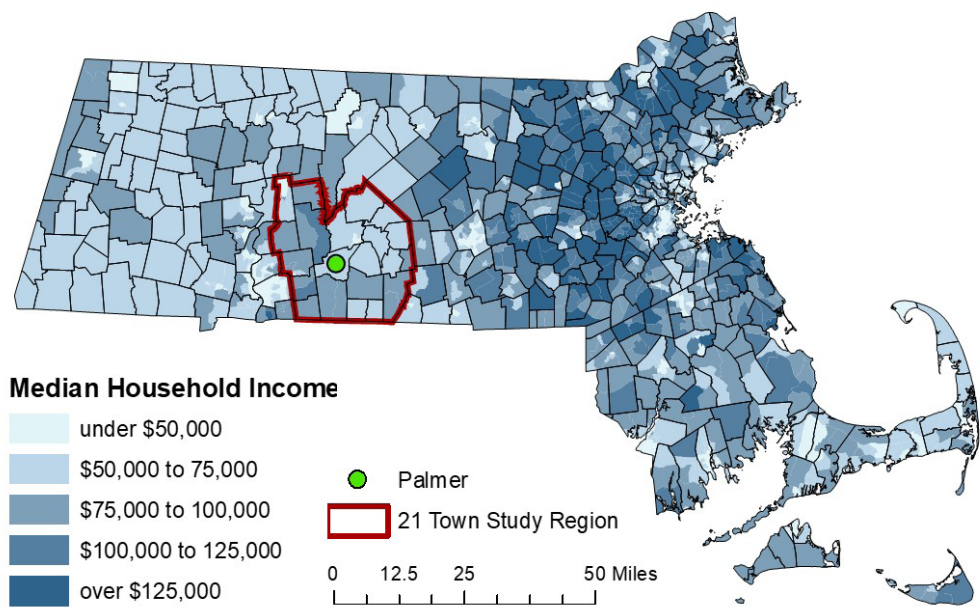 Median Household Income
under $50,000
$50,000 to 75,000
$75,000 to 100,000
$100,000 to 125,000
over $125,000
Palmer
21 Town Study Region
0 12.5 25 50 Miles